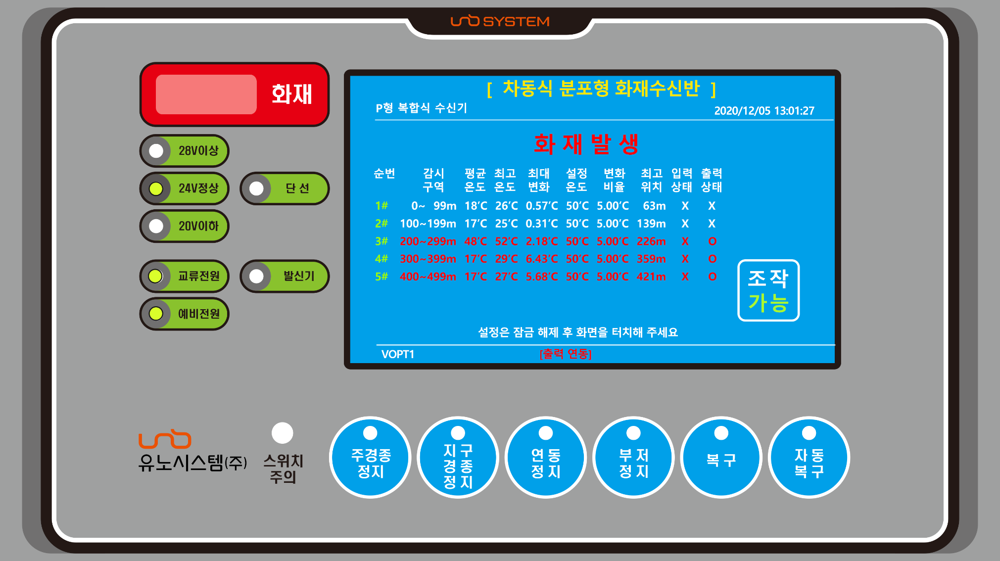 UNO SYSTEM
화재
28V이상
24V정상
단 선
20V이하
교류전원
발신기
예비전원
[ 차동식 분포형 화재수신반 ]
P형 복합식 수신기
2020/12/05 13:01:27
화 재 발 생
순번 감시 평균 최고 최대 설정 변화 최고 입력 출력
구역 온도 온도 변화 온도 비율 위치 상태 상태
1# 0~ 99m 18'C 26'C 0.57'C 50'C 5.00'C 63m X X
2# 100~199m 17'C 25'C 0.31'C 50'C 5.00'C 139m X X
3# 200~299m 48'C 52'C 2.18'C 50'C 5.00'C 226m X O
4# 300~399m 17'C 29'C 6.43'C 50'C 5.00'C 359m X O
5# 400~499m 17'C 27'C 5.68'C 50'C 5.00'C 421m X O
조작
가능
설정은 잠금 해제 후 화면을 터치해 주세요
VOPT1
[출력 연동]
uno
유노시스템(주)
스위치
주의
주경종
정지
지 구
경 종
정 지
연 동
정 지
부 저
정 지
복 구
자 동
복 구